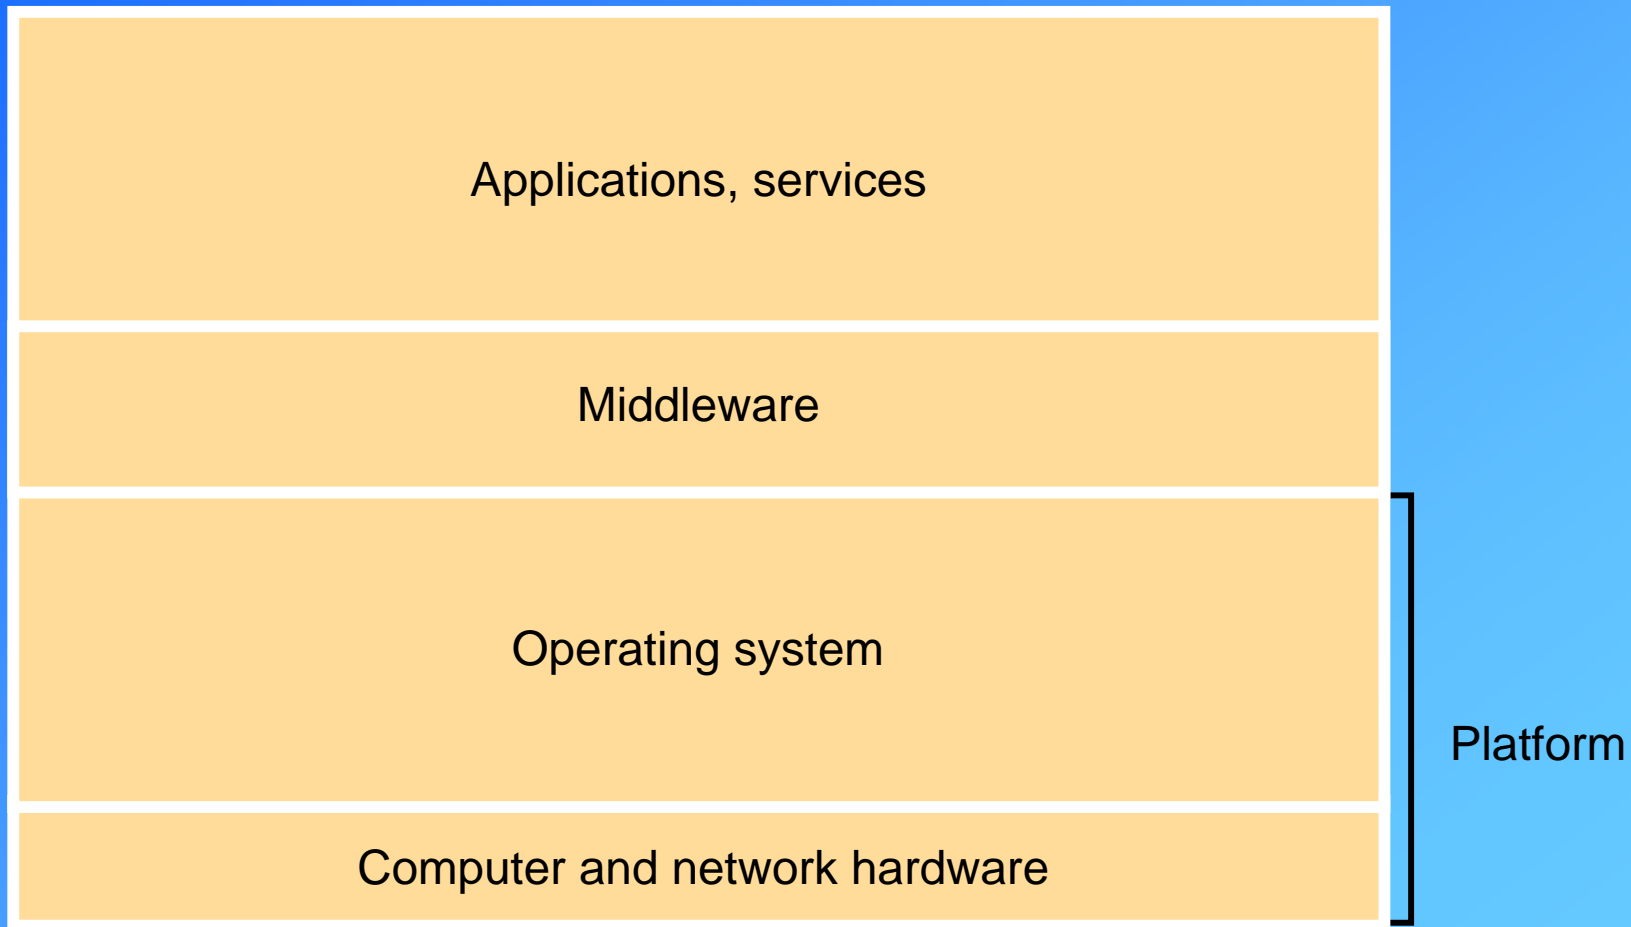 Applications, services
Middleware
Operating system
Platform
Computer and network hardware